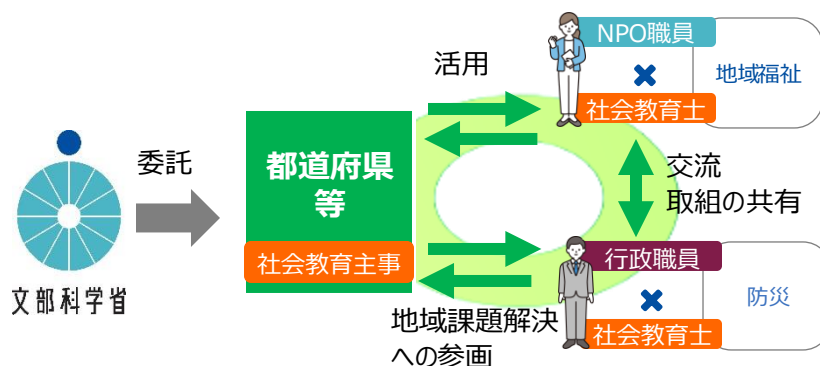 文部科学省
委託
都道府県
等
社会教育主事
活用
NPO職員
社会教育士
地域福祉
交流
取組の共有
行政職員
社会教育士
防災
地域課題解決
への参画